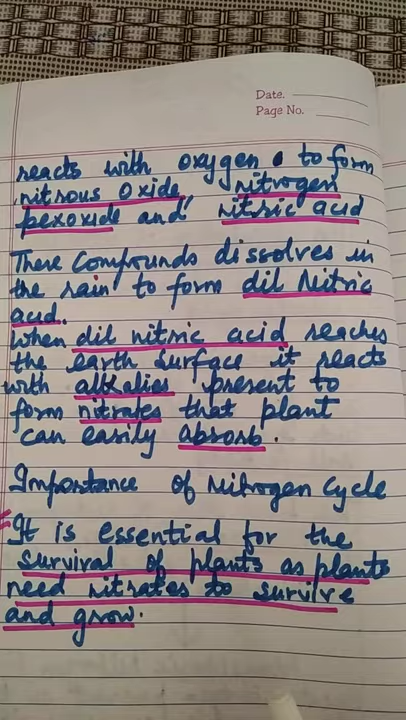 Date.
Page No.
reacts with oxygen to form
nitrous oxide, nitrogen
peroxide and nitric acid
These Compounds dissolves in
the rain to form dil Nitric
acid.
When dil nitric acid reaches
the earth surface it reacts
with alkalies present to
form nitrates that plant
can easily absorb.
Importance of Nitrogen Cycle
It is essential for the
survival of plants as plants
need nitrates to survive
and grow.